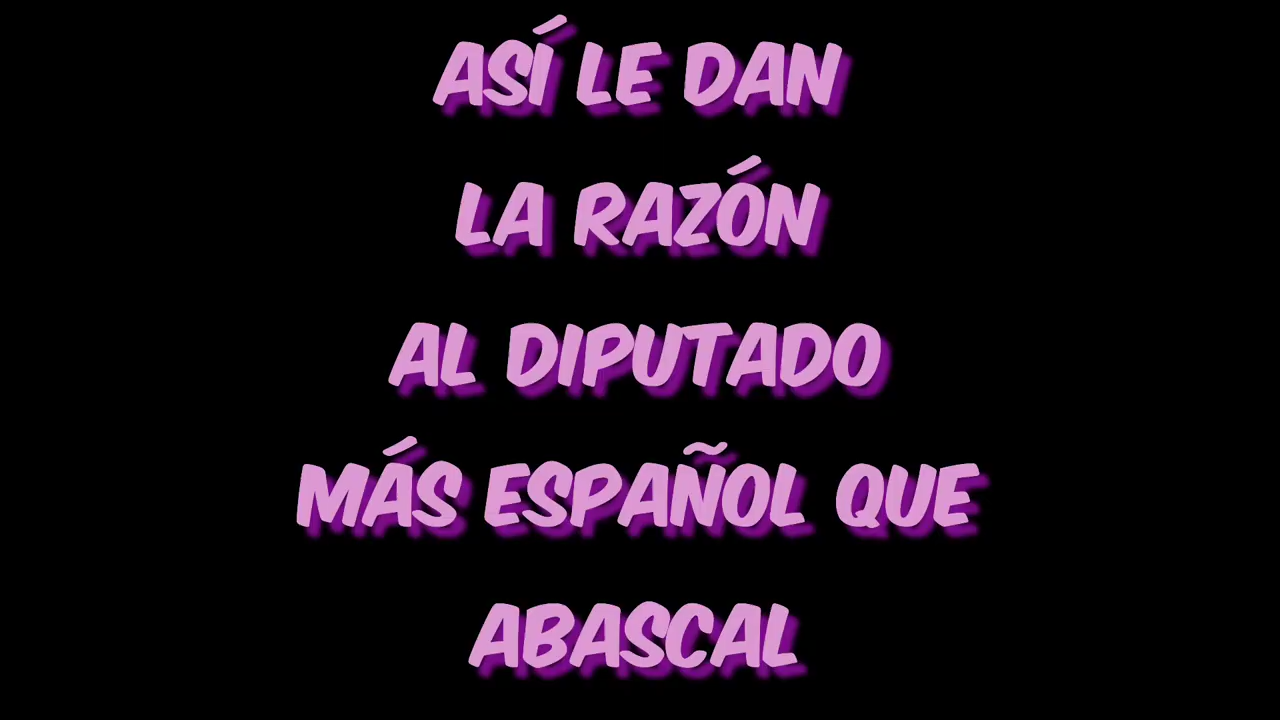 ASÍ LE DAN
LA RAZÓN
AL DIPUTADO
MÁS ESPAÑOL QUE
ABASCAL